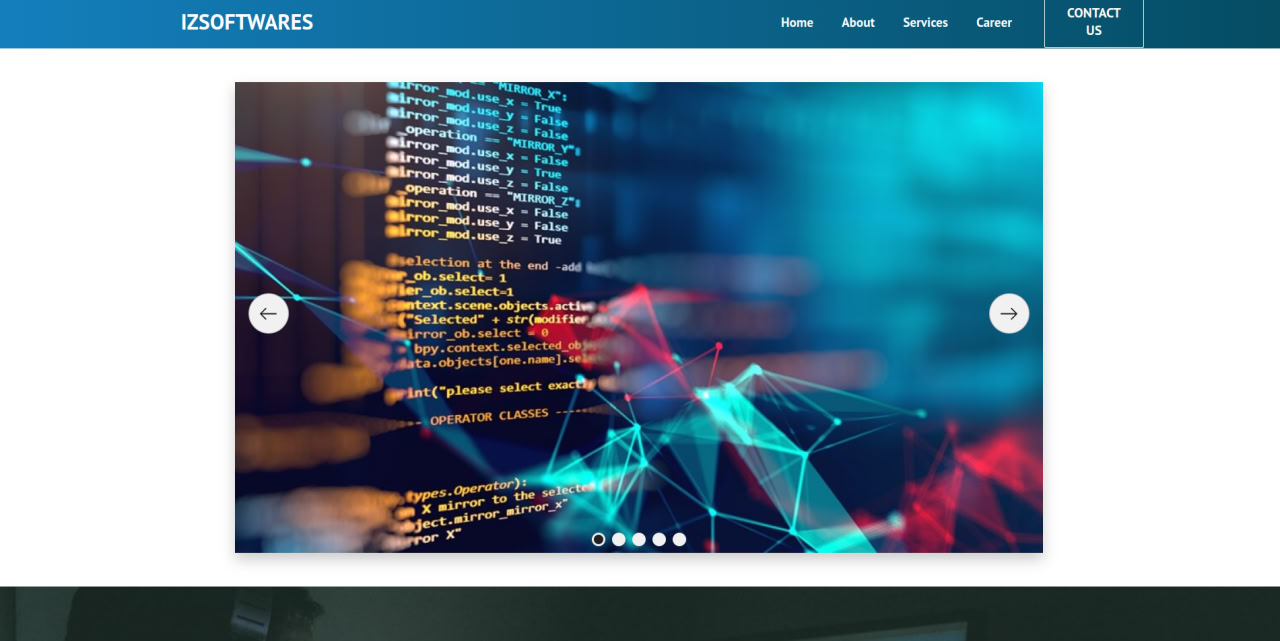 IZSOFTWARES
Home
About
Services
Career
CONTACT
US
== "MIRROR_X":
mirror_mod.use_x = True
mirror_mod.use_y = False
mirror_mod.use_z = False
_operation == "MIRROR_Y":
mirror_mod.use_x = False
mirror_mod.use_y = True
mirror_mod.use_z = False
_operation == "MIRROR_Z":
mirror_mod.use_x = False
mirror_mod.use_y = False
mirror_mod.use_z = True
selection at the end -add
_ob.select= 1
er_ob.select=1
ntext.scene.objects.active
("Selected" + str(modifier
irror_ob.select = 0
bpy.context.selected_obj
ata.objects[one.name].sel
int("please select exactl
-- OPERATOR CLASSES ----
types.Operator):
X mirror to the selected
ject.mirror_mirror_x"
ror X"